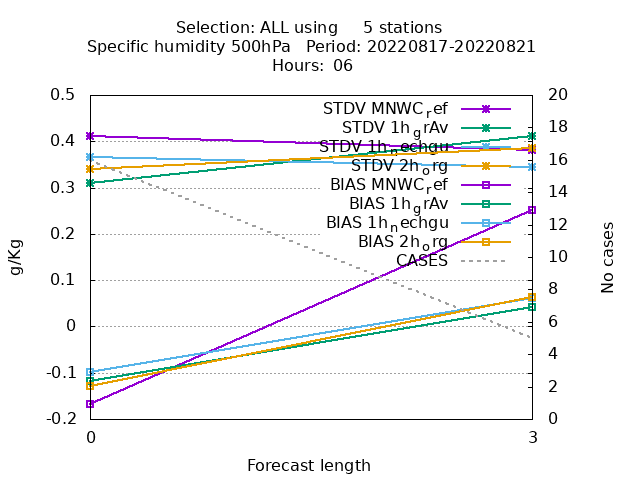 Selection: ALL using 5 stations
Specific humidity 500hPa Period: 20220817-20220821
Hours: 06
0.5
0.4
0.3
0.2
0.1
0
-0.1
-0.2
g/Kg
STDV MNWC_ref
STDV 1h_grAv
STDV 1h_nechgu
STDV 2h_org
BIAS MNWC_ref
BIAS 1h_grAv
BIAS 1h_nechgu
BIAS 2h_org
CASES
20
18
16
14
12
10
8
6
4
2
0
No cases
0 3
Forecast length